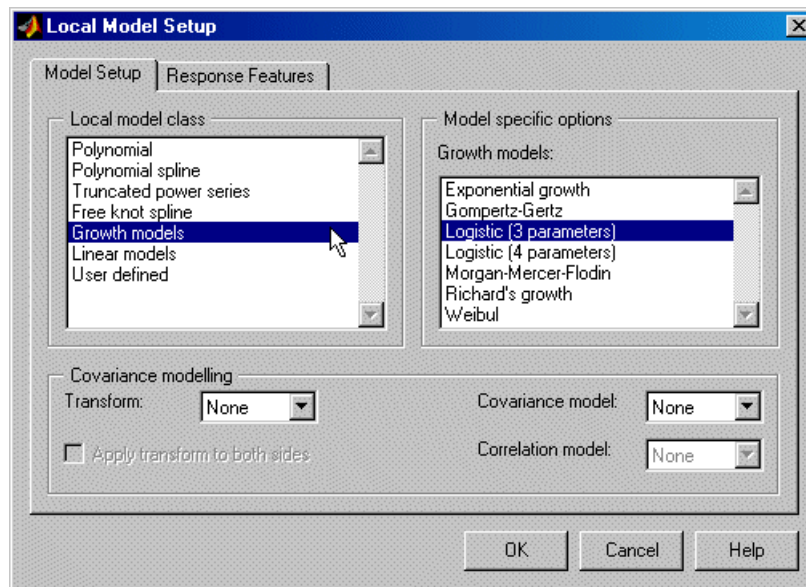 Local Model Setup
Model Setup
Response Features
Local model class
Polynomial
Polynomial spline
Truncated power series
Free knot spline
Growth models
Linear models
User defined
Model specific options
Growth models:
Exponential growth
Gompertz-Gertz
Logistic (3 parameters)
Logistic (4 parameters)
Morgan-Mercer-Flodin
Richard's growth
Weibul
Covariance modelling
Transform:
None
Apply transform to both sides
Covariance model:
None
Correlation model:
None
OK
Cancel
Help